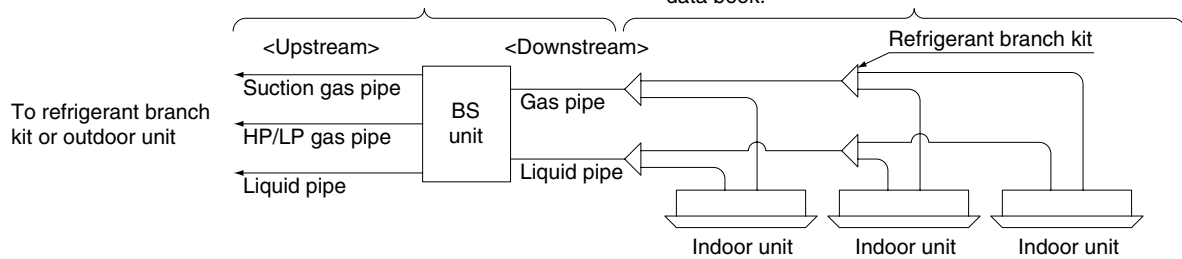 data book.
<Upstream>
<Downstream>
Refrigerant branch kit
Suction gas pipe
Gas pipe
To refrigerant branch
kit or outdoor unit
BS
unit
HP/LP gas pipe
Liquid pipe
Liquid pipe
Indoor unit
Indoor unit
Indoor unit